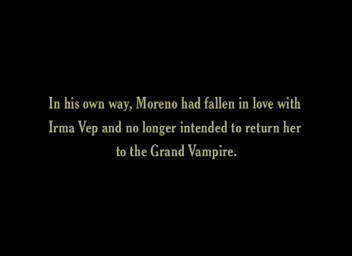 In his own way, Moreno had fallen in love with
Irma Vep and no longer intended to return her
to the Grand Vampire.